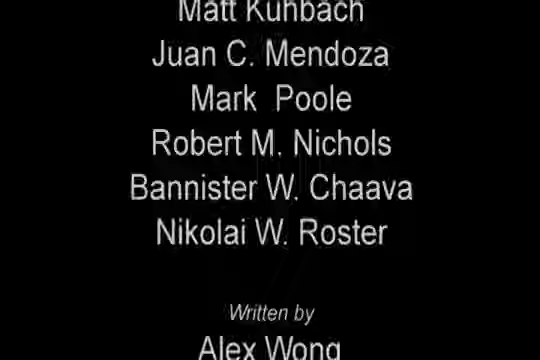 Matt Kuhbach
Juan C. Mendoza
Mark Poole
Robert M. Nichols
Bannister W. Chaava
Nikolai W. Roster
Written by
Alex Wong